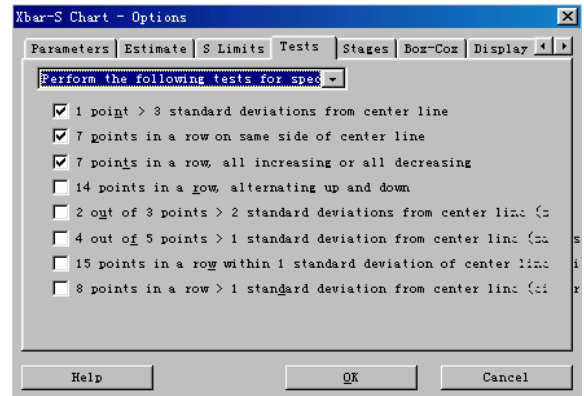 Xbar-S Chart - Options
Parameters Estimate S Limits Tests Stages Box-Cox Display
Perform the following tests for spec
1 point > 3 standard deviations from center line
7 points in a row on same side of center line
7 points in a row, all increasing or all decreasing
14 points in a row, alternating up and down
2 out of 3 points > 2 standard deviations from center line (s
4 out of 5 points > 1 standard deviation from center line (sa s
15 points in a row within 1 standard deviation of center line i
8 points in a row > 1 standard deviation from center line (ei r
Help OK Cancel